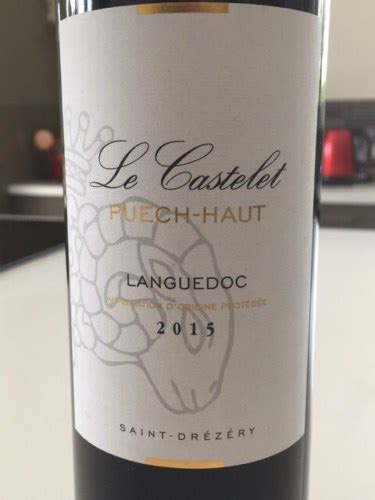 Le Castelet
PUECH-HAUT
LANGUEDOC
APPELLATION D'ORIGINE PROTÉGÉE
2015
SAINT-DRÉZÉRY